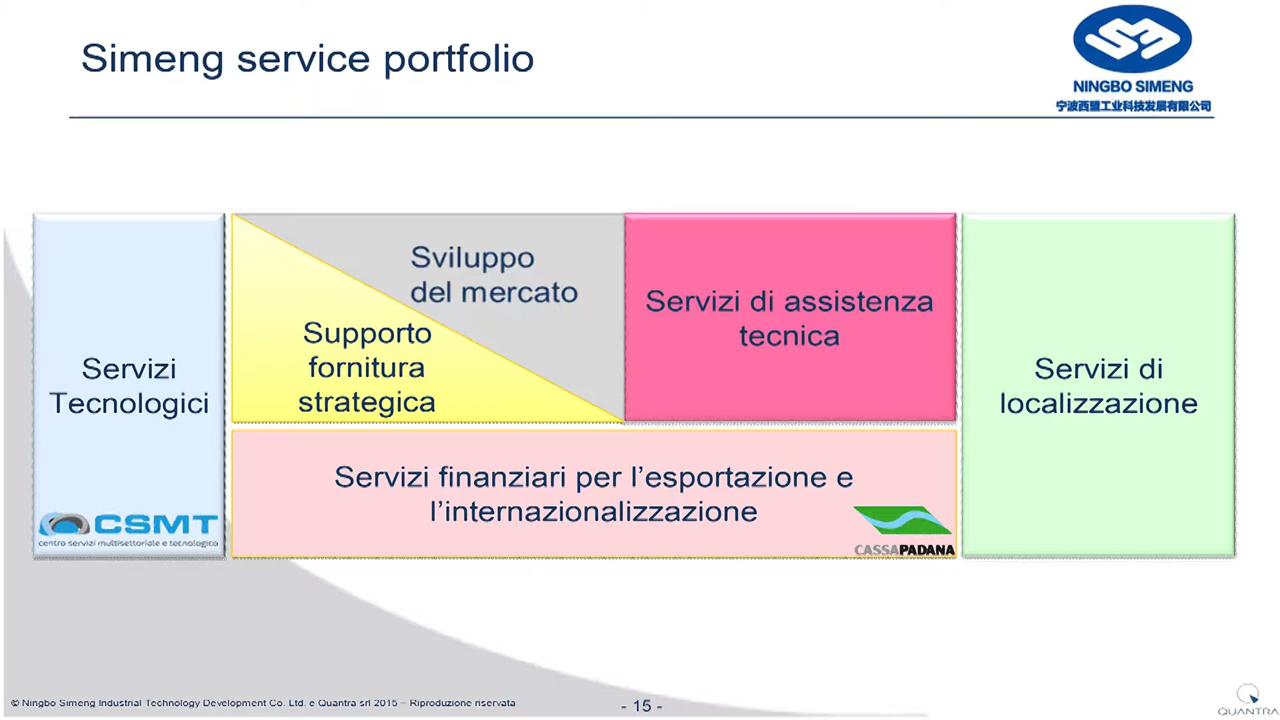 Simeng service portfolio
NINGBO SIMENG
宁波西盟工业科技发展有限公司
Sviluppo
del mercato
Supporto
fornitura
strategica
Servizi di assistenza
tecnica
Servizi
Tecnologici
Servizi di
localizzazione
Servizi finanziari per l’esportazione e
l’internazionalizzazione
CSMT
centro servizi multisettoriale e tecnologico
CASSAPADANA
© Ningbo Simeng Industrial Technology Development Co. Ltd. e Quantra srl 2015 – Riproduzione riservata
- 15 -
QUANTRA